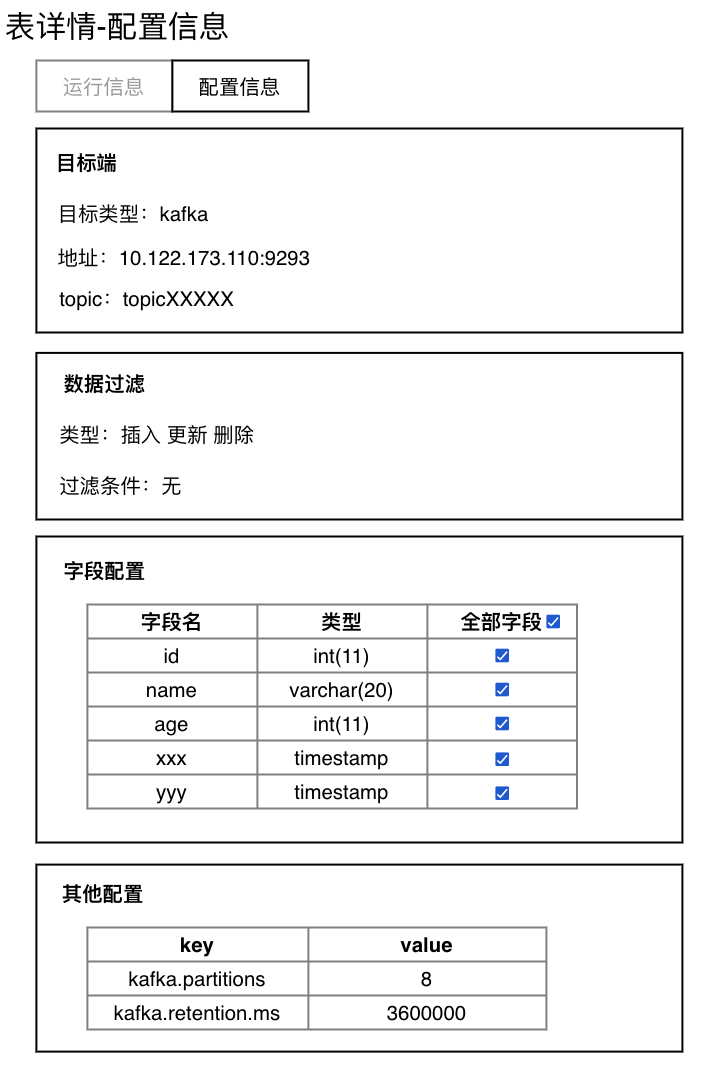 表详情-配置信息
运行信息 配置信息
目标端
目标类型：kafka
地址：10.122.173.110:9293
topic：topicXXXXX
数据过滤
类型：插入 更新 删除
过滤条件：无
字段配置
字段名 类型 全部字段
id int(11)
name varchar(20)
age int(11)
xxx timestamp
yyy timestamp
其他配置
key value
kafka.partitions 8
kafka.retention.ms 3600000